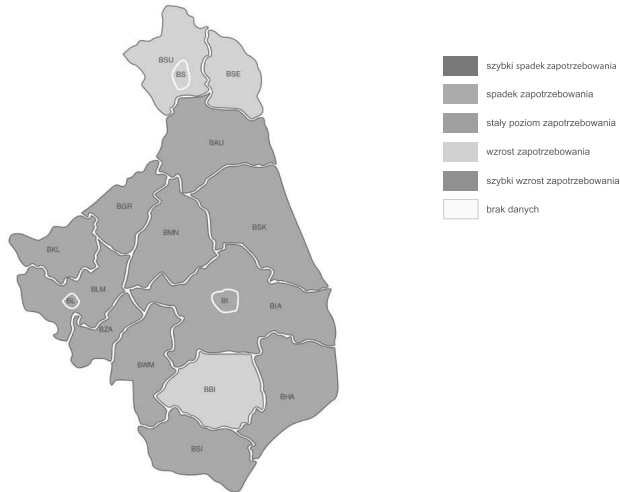 BSU
BS
BSE
BAU
BGR
BMN
BSK
BKL
BLM
BL
BI
BIA
BZA
BWM
BBI
BHA
BSI
szybki spadek zapotrzebowania
spadek zapotrzebowania
stały poziom zapotrzebowania
wzrost zapotrzebowania
szybki wzrost zapotrzebowania
brak danych